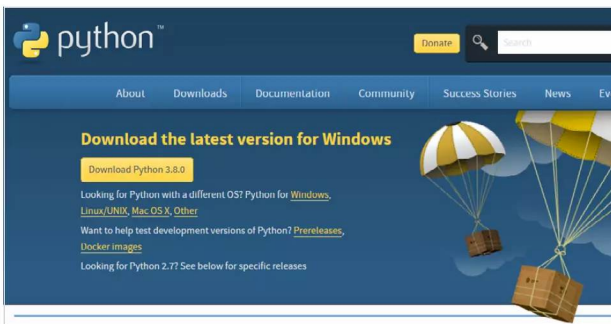 python™
Donate
Search
About Downloads Documentation Community Success Stories News Ev
Download the latest version for Windows
Download Python 3.8.0
Looking for Python with a different OS? Python for Windows,
Linux/UNIX, Mac OS X, Other
Want to help test development versions of Python? Prereleases,
Docker images
Looking for Python 2.7? See below for specific releases